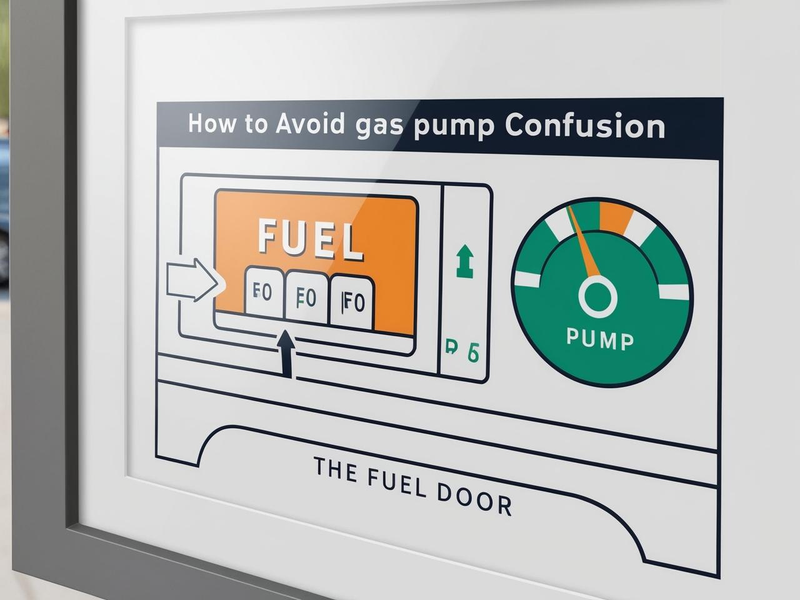 How to Avoid gas pump Confusion
FUEL
FO
FO
PUMP
THE FUEL DOOR